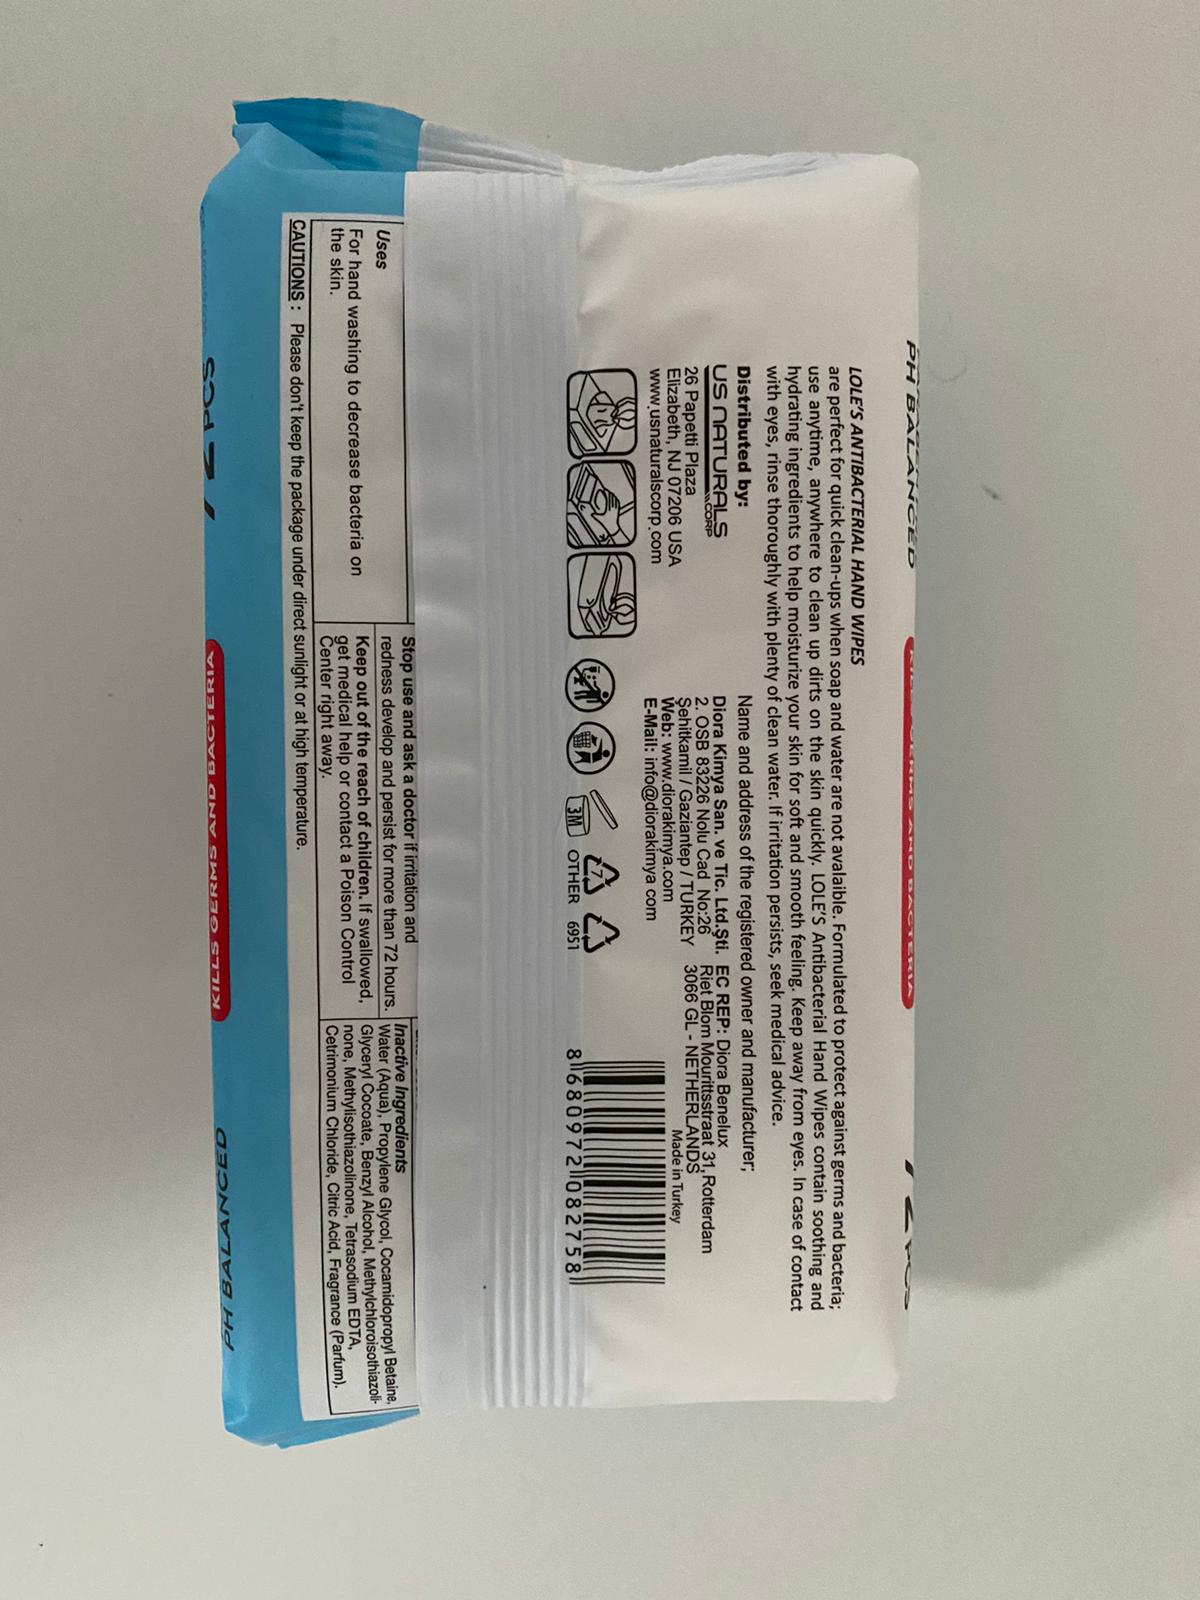 PH BALANCED
KILLS GERMS AND BACTERIA
72 PCS
LOLE'S ANTIBACTERIAL HAND WIPES
are perfect for quick clean-ups when soap and water are not avalaible. Formulated to protect against germs and bacteria;
use anytime, anywhere to clean up dirts on the skin quickly. LOLE'S Antibacterial Hand Wipes contain soothing and
hydrating ingredients to help moisturize your skin for soft and smooth feeling. Keep away from eyes. In case of contact
with eyes, rinse thoroughly with plenty of clean water. If irritation persists, seek medical advice.
Distributed by:
US NATURALS CORP
26 Papetti Plaza
Elizabeth, NJ 07206 USA
www.usnaturalscorp.com
Name and address of the registered owner and manufacturer;
Diora Kimya San. ve Tic. Ltd.Şti.
2. OSB 83226 Nolu Cad No:26
Şehitkamil / Gaziantep / TURKEY
Web: www.diorakimya.com
E-Mail: info@diorakimya com
EC REP: Diora Benelux
Riet Blom Mourittsstraat 31, Rotterdam
3066 GL - NETHERLANDS
Made in Turkey
3M
7
OTHER 6951
8680972082758
Uses
For hand washing to decrease bacteria on
the skin.
Stop use and ask a doctor if irritation and
redness develop and persist for more than 72 hours.
Keep out of the reach of children. If swallowed,
get medical help or contact a Poison Control
Center right away.
Inactive Ingredients
Water (Aqua), Propylene Glycol, Cocamidopropyl Betaine,
Glyceryl Cocoate, Benzyl Alcohol, Methylchloroisothiazoli-
none, Methylisothiazolinone, Tetrasodium EDTA,
Cetrimonium Chloride, Citric Acid, Fragrance (Parfum).
CAUTIONS : Please don't keep the package under direct sunlight or at high temperature.
72 PCS
KILLS GERMS AND BACTERIA
PH BALANCED